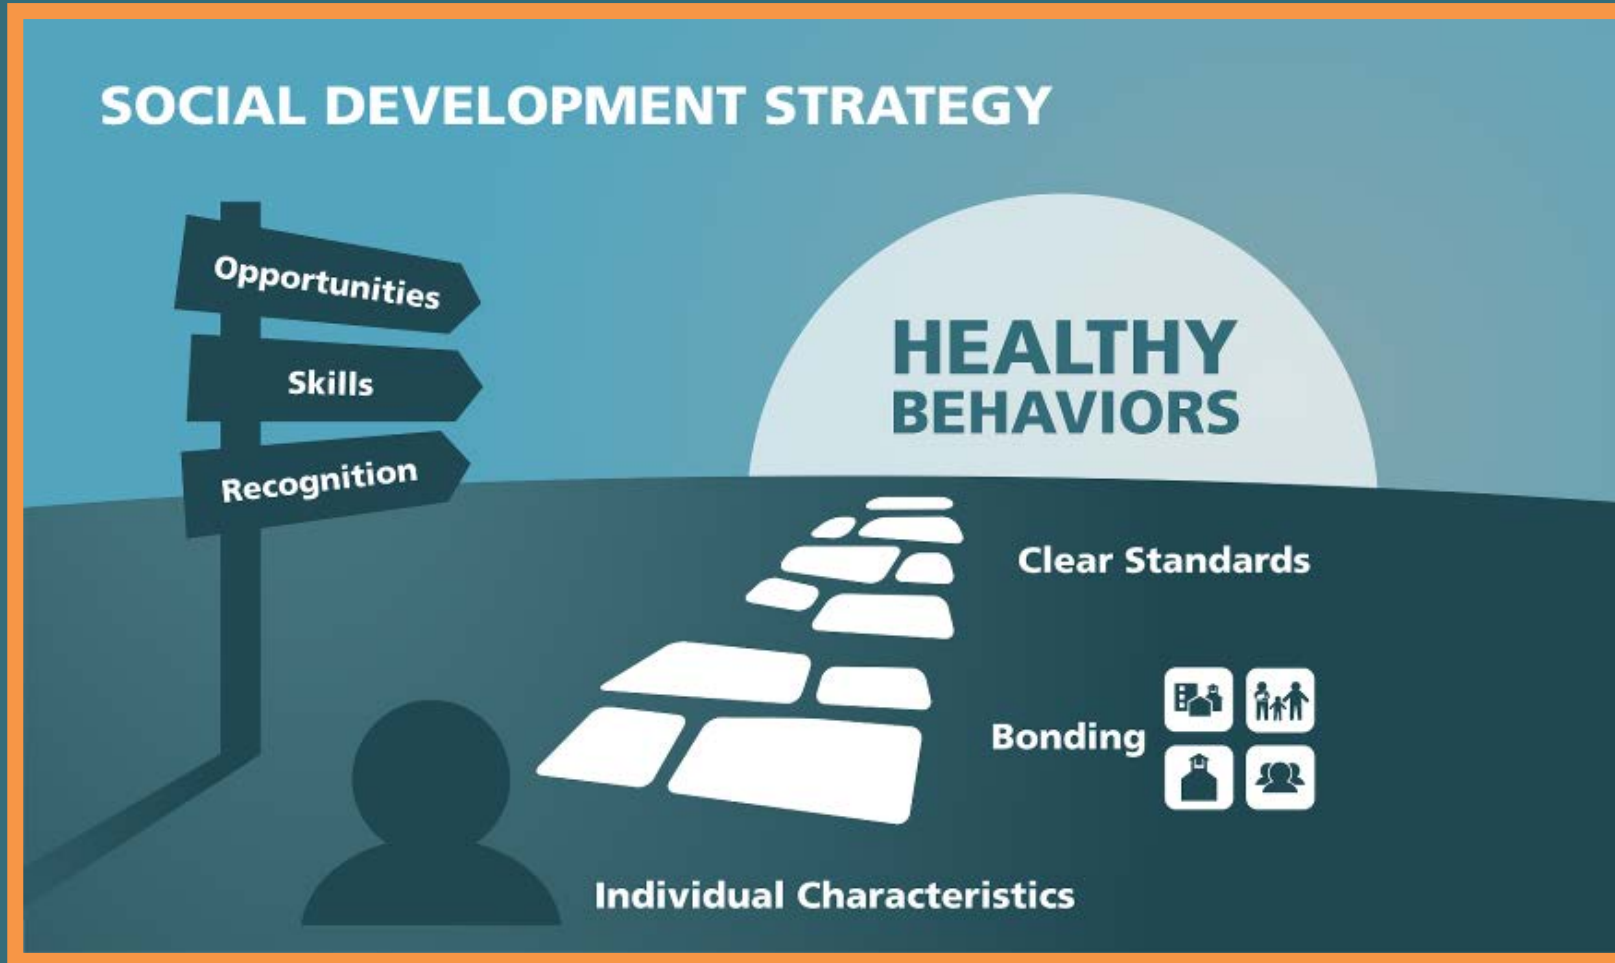 SOCIAL DEVELOPMENT STRATEGY
Opportunities
Skills
Recognition
HEALTHY
BEHAVIORS
Clear Standards
Bonding
Individual Characteristics